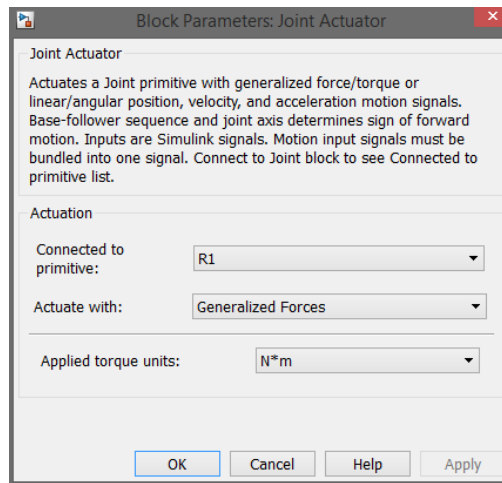 Block Parameters: Joint Actuator
Joint Actuator
Actuates a Joint primitive with generalized force/torque or
linear/angular position, velocity, and acceleration motion signals.
Base-follower sequence and joint axis determines sign of forward
motion. Inputs are Simulink signals. Motion input signals must be
bundled into one signal. Connect to Joint block to see Connected to
primitive list.
Actuation
Connected to
primitive:
R1
Actuate with:
Generalized Forces
Applied torque units:
N*m
OK
Cancel
Help
Apply